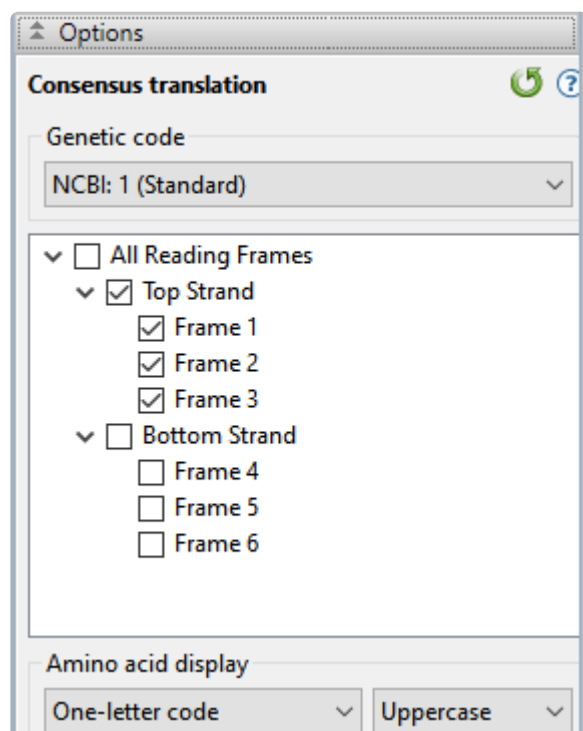 Options
Consensus translation
Genetic code
NCBI: 1 (Standard)
All Reading Frames
Top Strand
Frame 1
Frame 2
Frame 3
Bottom Strand
Frame 4
Frame 5
Frame 6
Amino acid display
One-letter code Uppercase